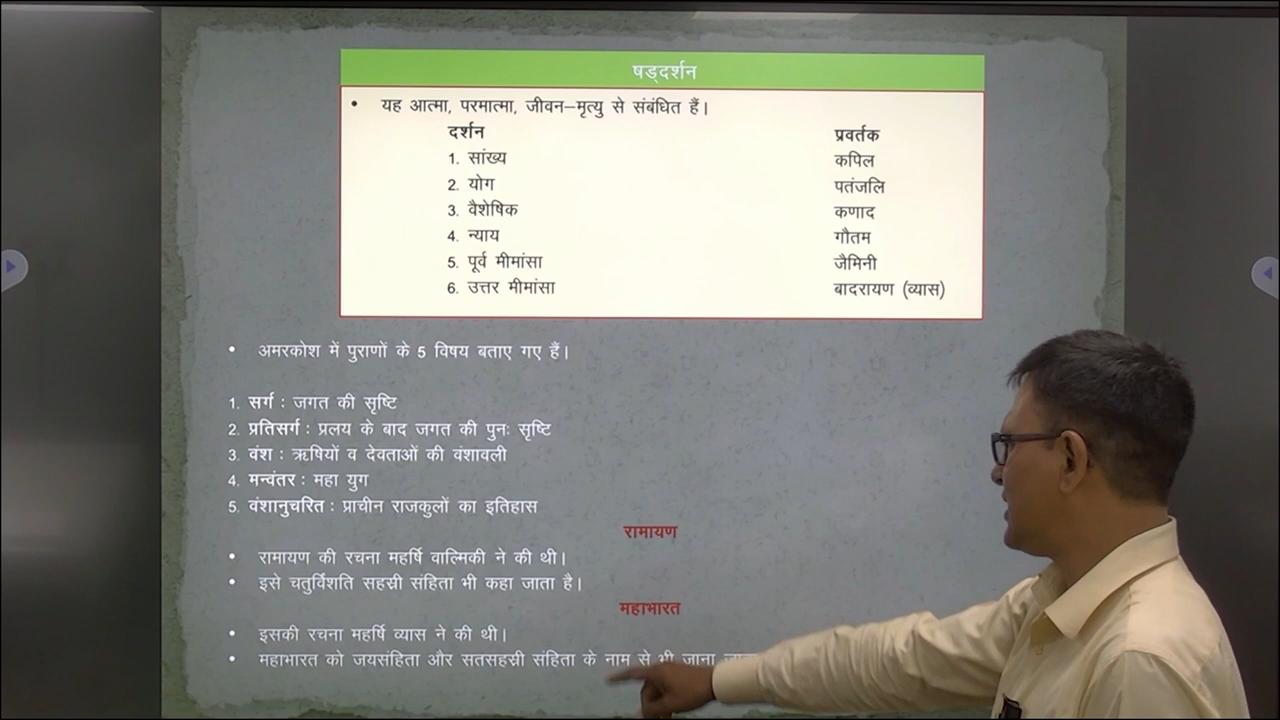 षड्दर्शन
• यह आत्मा, परमात्मा, जीवन–मृत्यु से संबंधित हैं।
दर्शन प्रवर्तक
1. सांख्य कपिल
2. योग पतंजलि
3. वैशेषिक कणाद
4. न्याय गौतम
5. पूर्व मीमांसा जैमिनी
6. उत्तर मीमांसा बादरायण (व्यास)
• अमरकोश में पुराणों के 5 विषय बताए गए हैं।
1. सर्ग : जगत की सृष्टि
2. प्रतिसर्ग : प्रलय के बाद जगत की पुनः सृष्टि
3. वंश : ऋषियों व देवताओं की वंशावली
4. मन्वंतर : महा युग
5. वंशानुचरित : प्राचीन राजकुलों का इतिहास
रामायण
• रामायण की रचना महर्षि वाल्मिकी ने की थी।
• इसे चतुर्विंशति सहस्री संहिता भी कहा जाता है।
महाभारत
• इसकी रचना महर्षि व्यास ने की थी।
• महाभारत को जयसंहिता और सतसहस्री संहिता के नाम से भी जाना